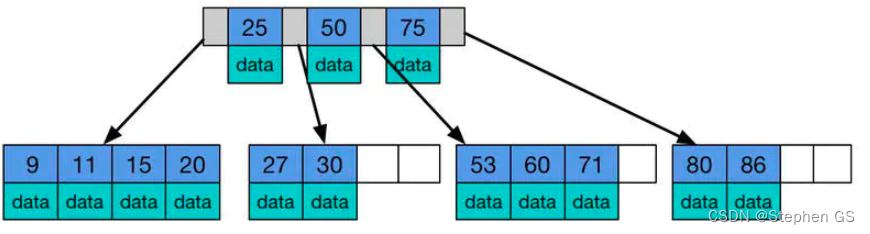 25 50 75
data data data
9 11 15 20 27 30 53 60 71 80 86
data data data data data data data data data data data
CSDN @Stephen GS